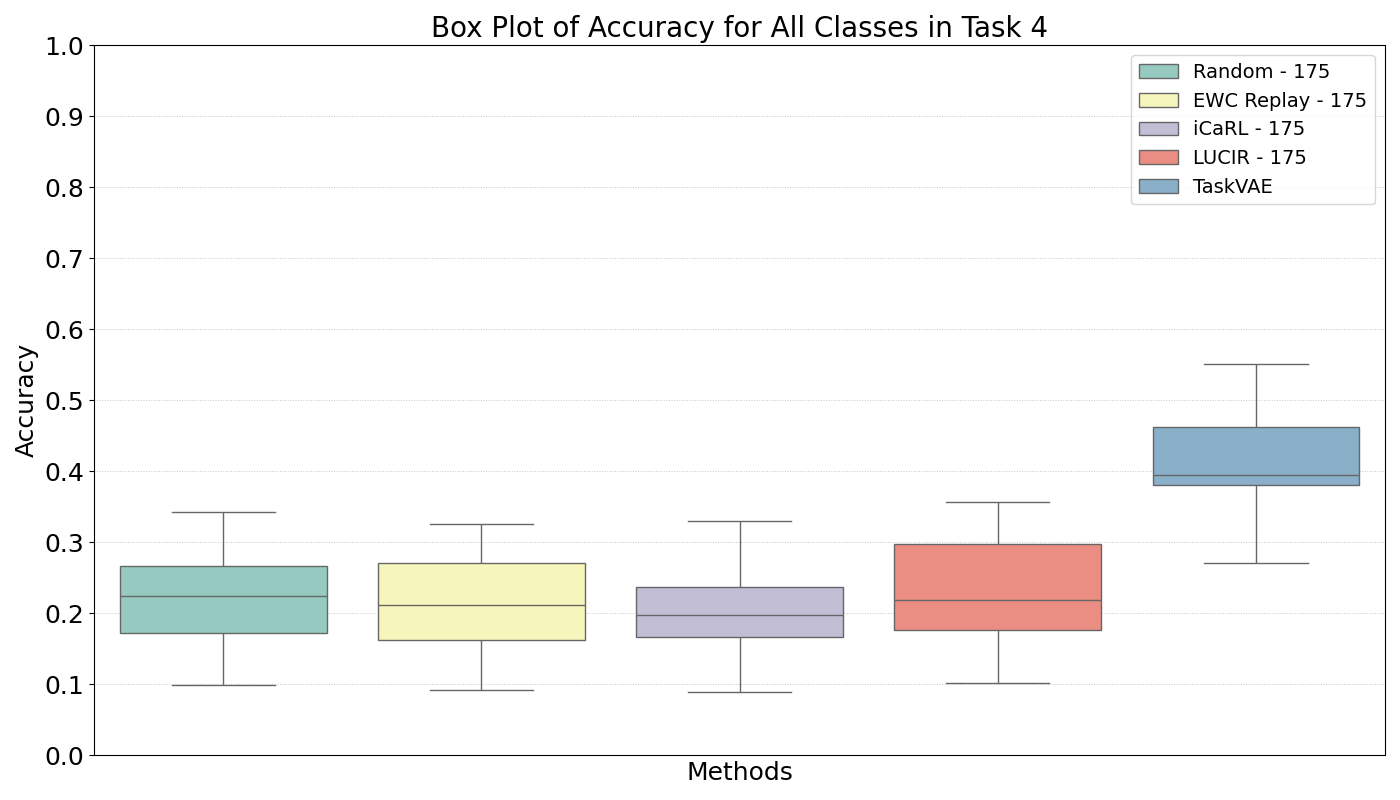 Box Plot of Accuracy for All Classes in Task 4
1.0
0.9
0.8
0.7
0.6
0.5
0.4
0.3
0.2
0.1
0.0
Accuracy
Methods
Random - 175
EWC Replay - 175
iCaRL - 175
LUCIR - 175
TaskVAE